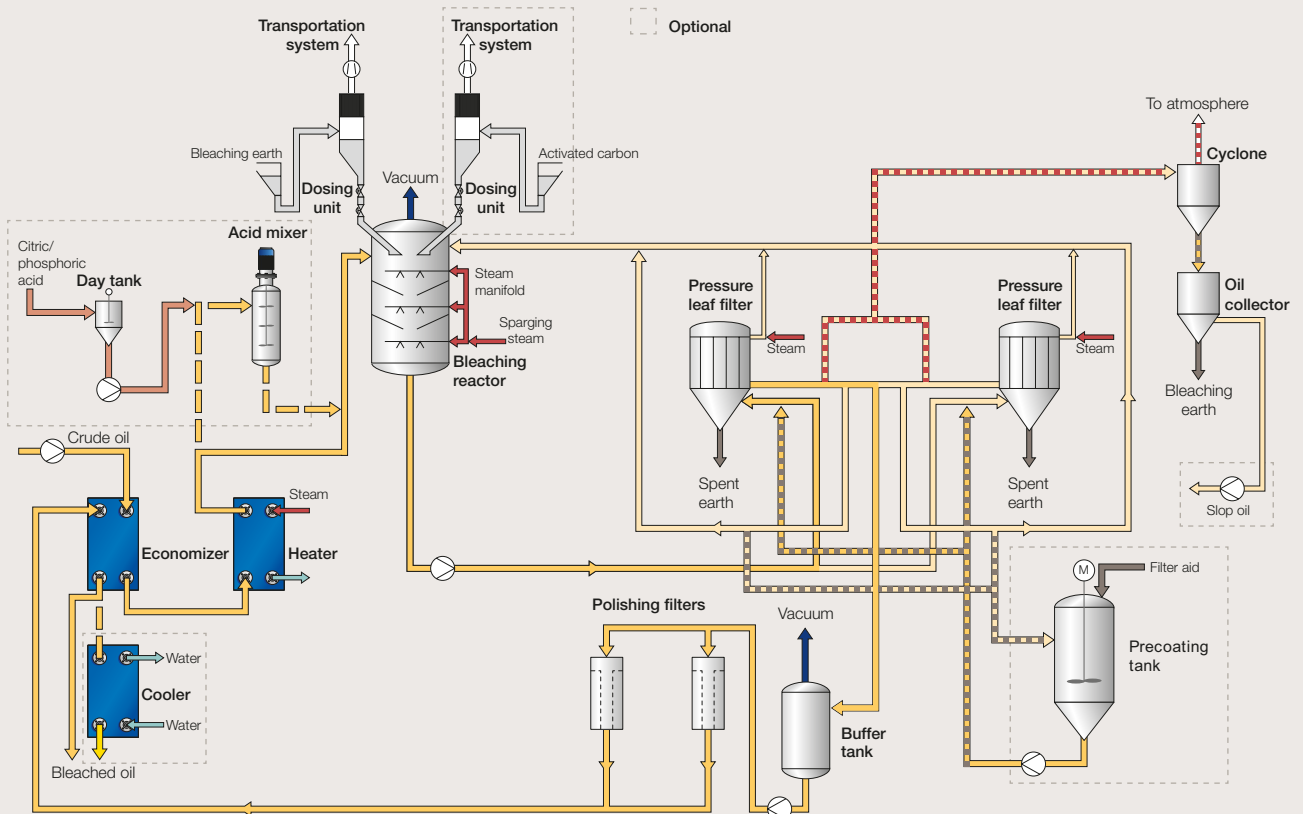 Transportation
system
Transportation
system
Optional
To atmosphere
Cyclone
Bleaching earth
Activated carbon
Vacuum
Dosing
unit
Dosing
unit
Acid mixer
Citric/
phosphoric
acid
Day tank
Steam
manifold
Sparging
steam
Bleaching
reactor
Pressure
leaf filter
Steam
Pressure
leaf filter
Steam
Oil
collector
Bleaching
earth
Crude oil
Spent
earth
Spent
earth
Slop oil
Steam
Economizer
Heater
M
Filter aid
Polishing filters
Vacuum
Precoating
tank
Water
Cooler
Water
Buffer
tank
Bleached oil